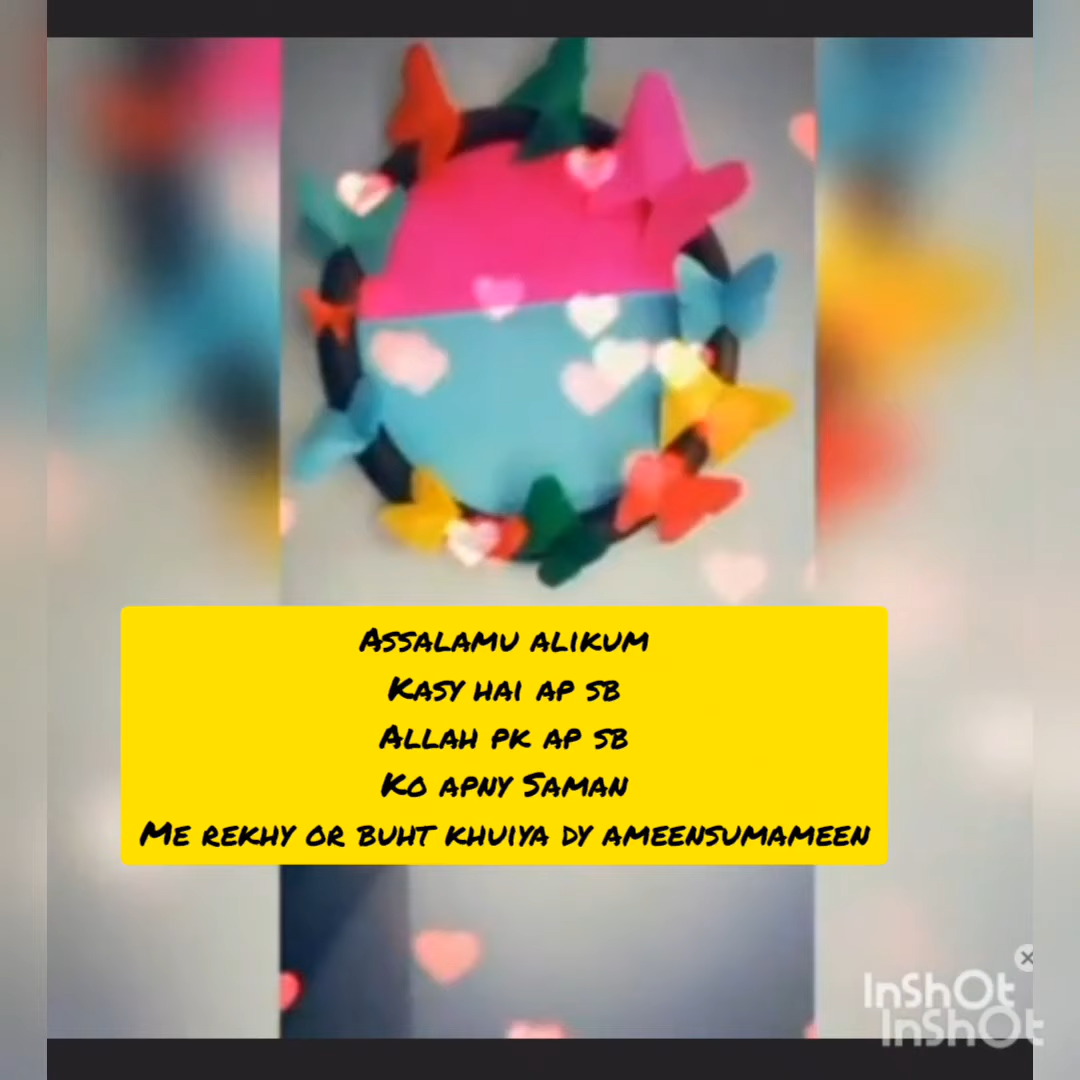 Assalamu alikum
Kasy hai ap sb
Allah pk ap sb
Ko apny Saman
Me rekhy or buht khuiya dy ameensumameen
InShOt
InShOt